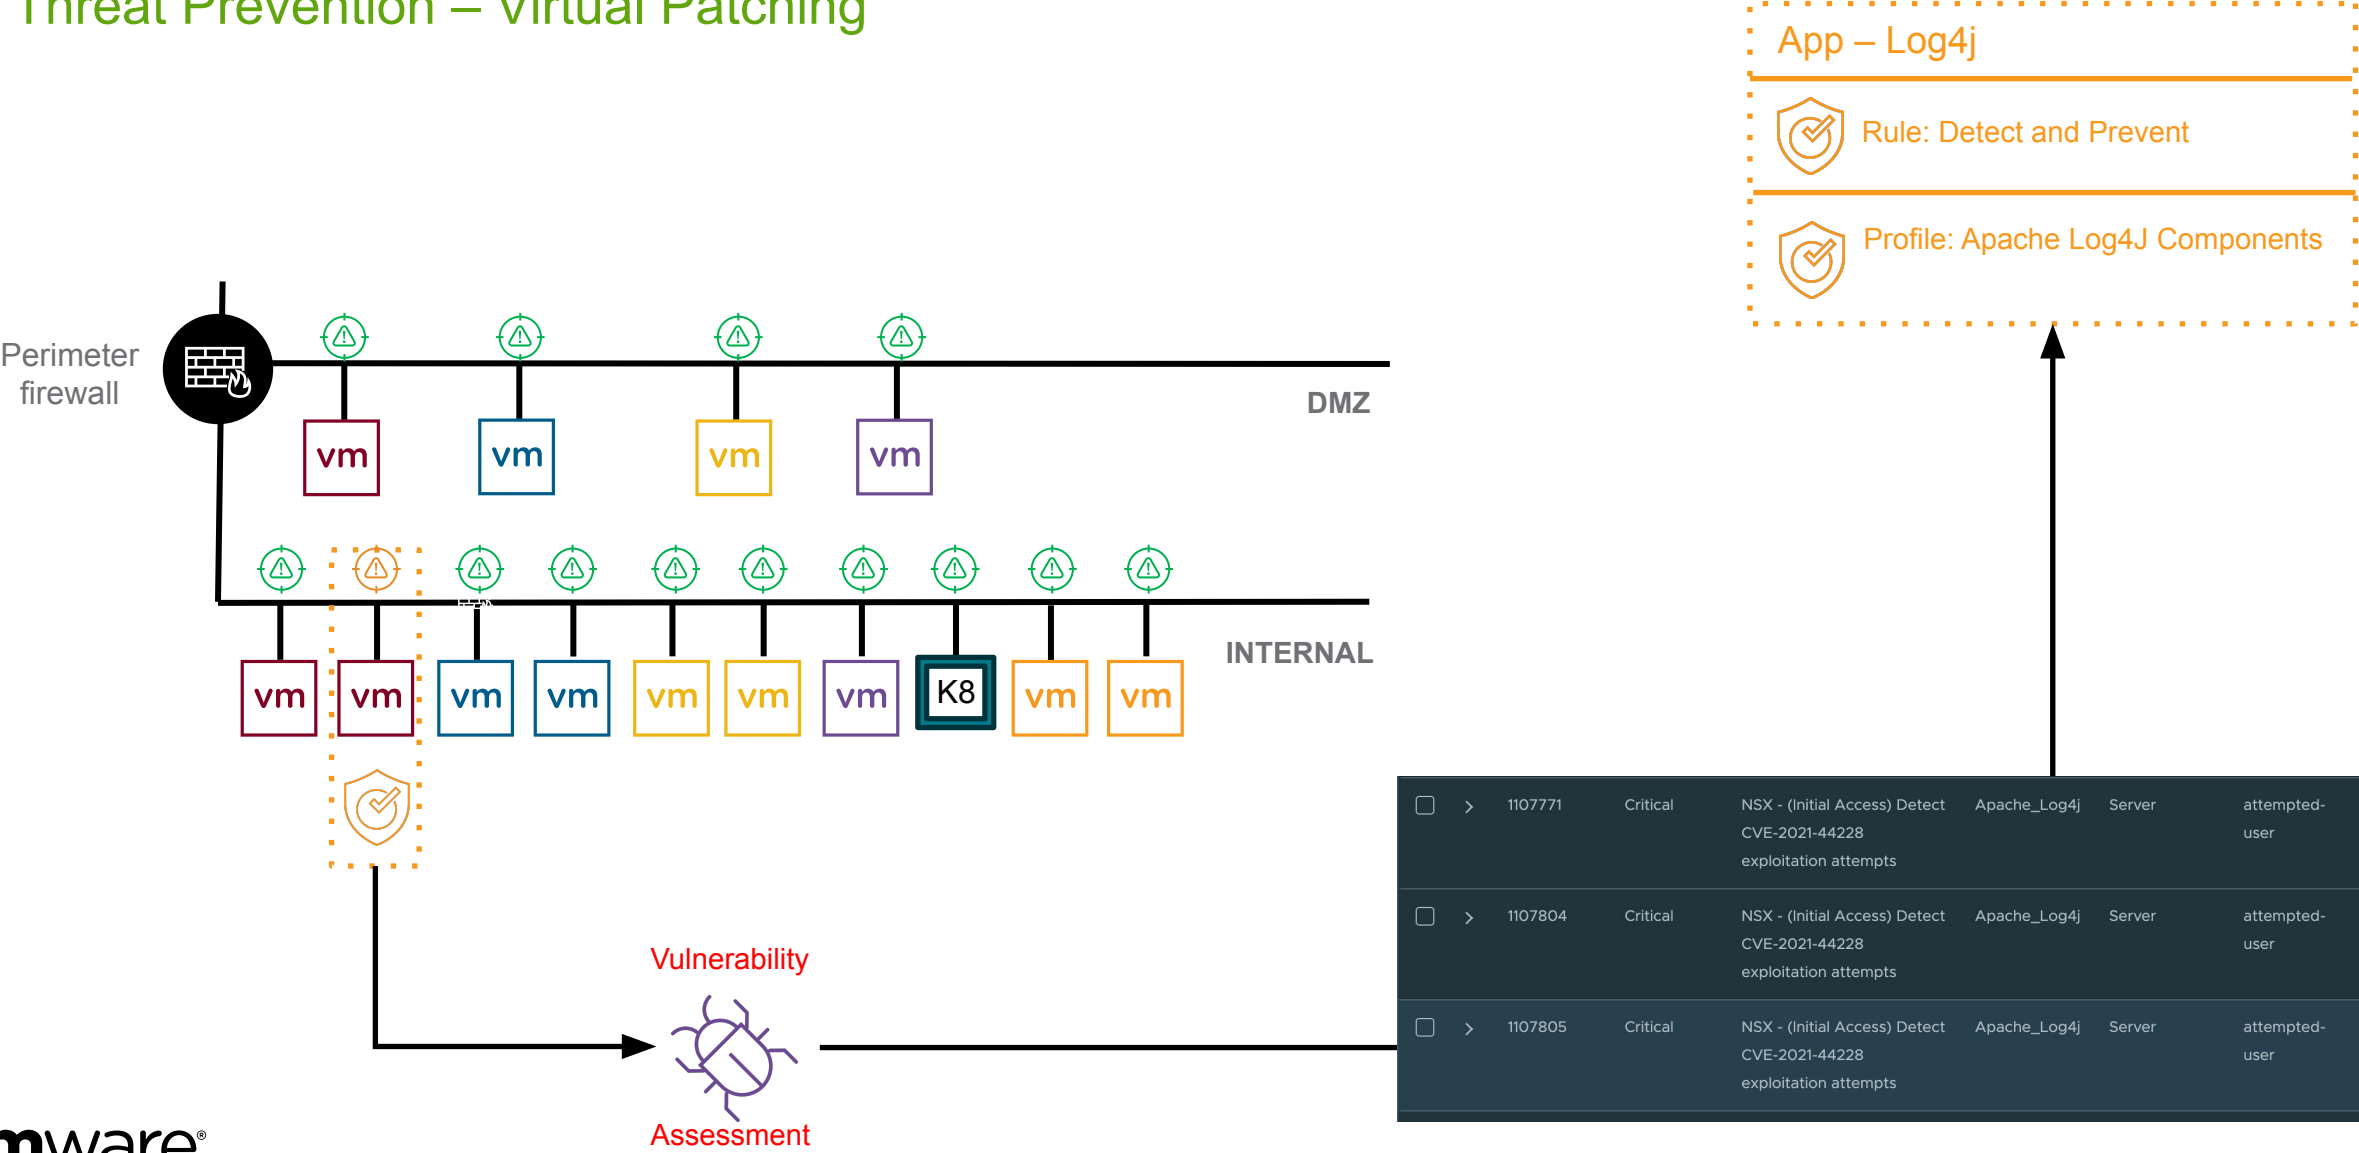 Threat Prevention – Virtual Patching
App – Log4j
Rule: Detect and Prevent
Profile: Apache Log4J Components
Perimeter
firewall
DMZ
vm vm vm vm
INTERNAL
vm vm vm vm vm vm vm K8 vm vm
1107771 Critical NSX - (Initial Access) Detect Apache_Log4j Server attempted-
CVE-2021-44228 user
exploitation attempts
1107804 Critical NSX - (Initial Access) Detect Apache_Log4j Server attempted-
CVE-2021-44228 user
exploitation attempts
1107805 Critical NSX - (Initial Access) Detect Apache_Log4j Server attempted-
CVE-2021-44228 user
exploitation attempts
Vulnerability
Assessment
mware®